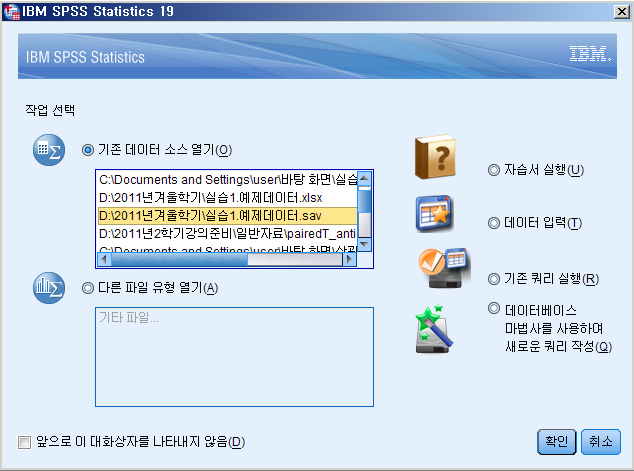 IBM SPSS Statistics 19
IBM SPSS Statistics
IBM.
작업 선택
기존 데이터 소스 열기(O)
C:\Documents and Settings\user\바탕 화면\실습
D:\2011년겨울학기\실습1.예제데이터.xlsx
D:\2011년겨울학기\실습1.예제데이터.sav
D:\2011년2학기강의준비\일반자료\pairedT_anti
C:\Documents and Settings\user\바탕 화면\
다른 파일 유형 열기(A)
기타 파일...
자습서 실행(U)
데이터 입력(T)
기존 쿼리 실행(R)
데이터베이스
마법사를 사용하며
새로운 쿼리 작성(Q)
앞으로 이 대화상자를 나타내지 않음(D)
확인
취소